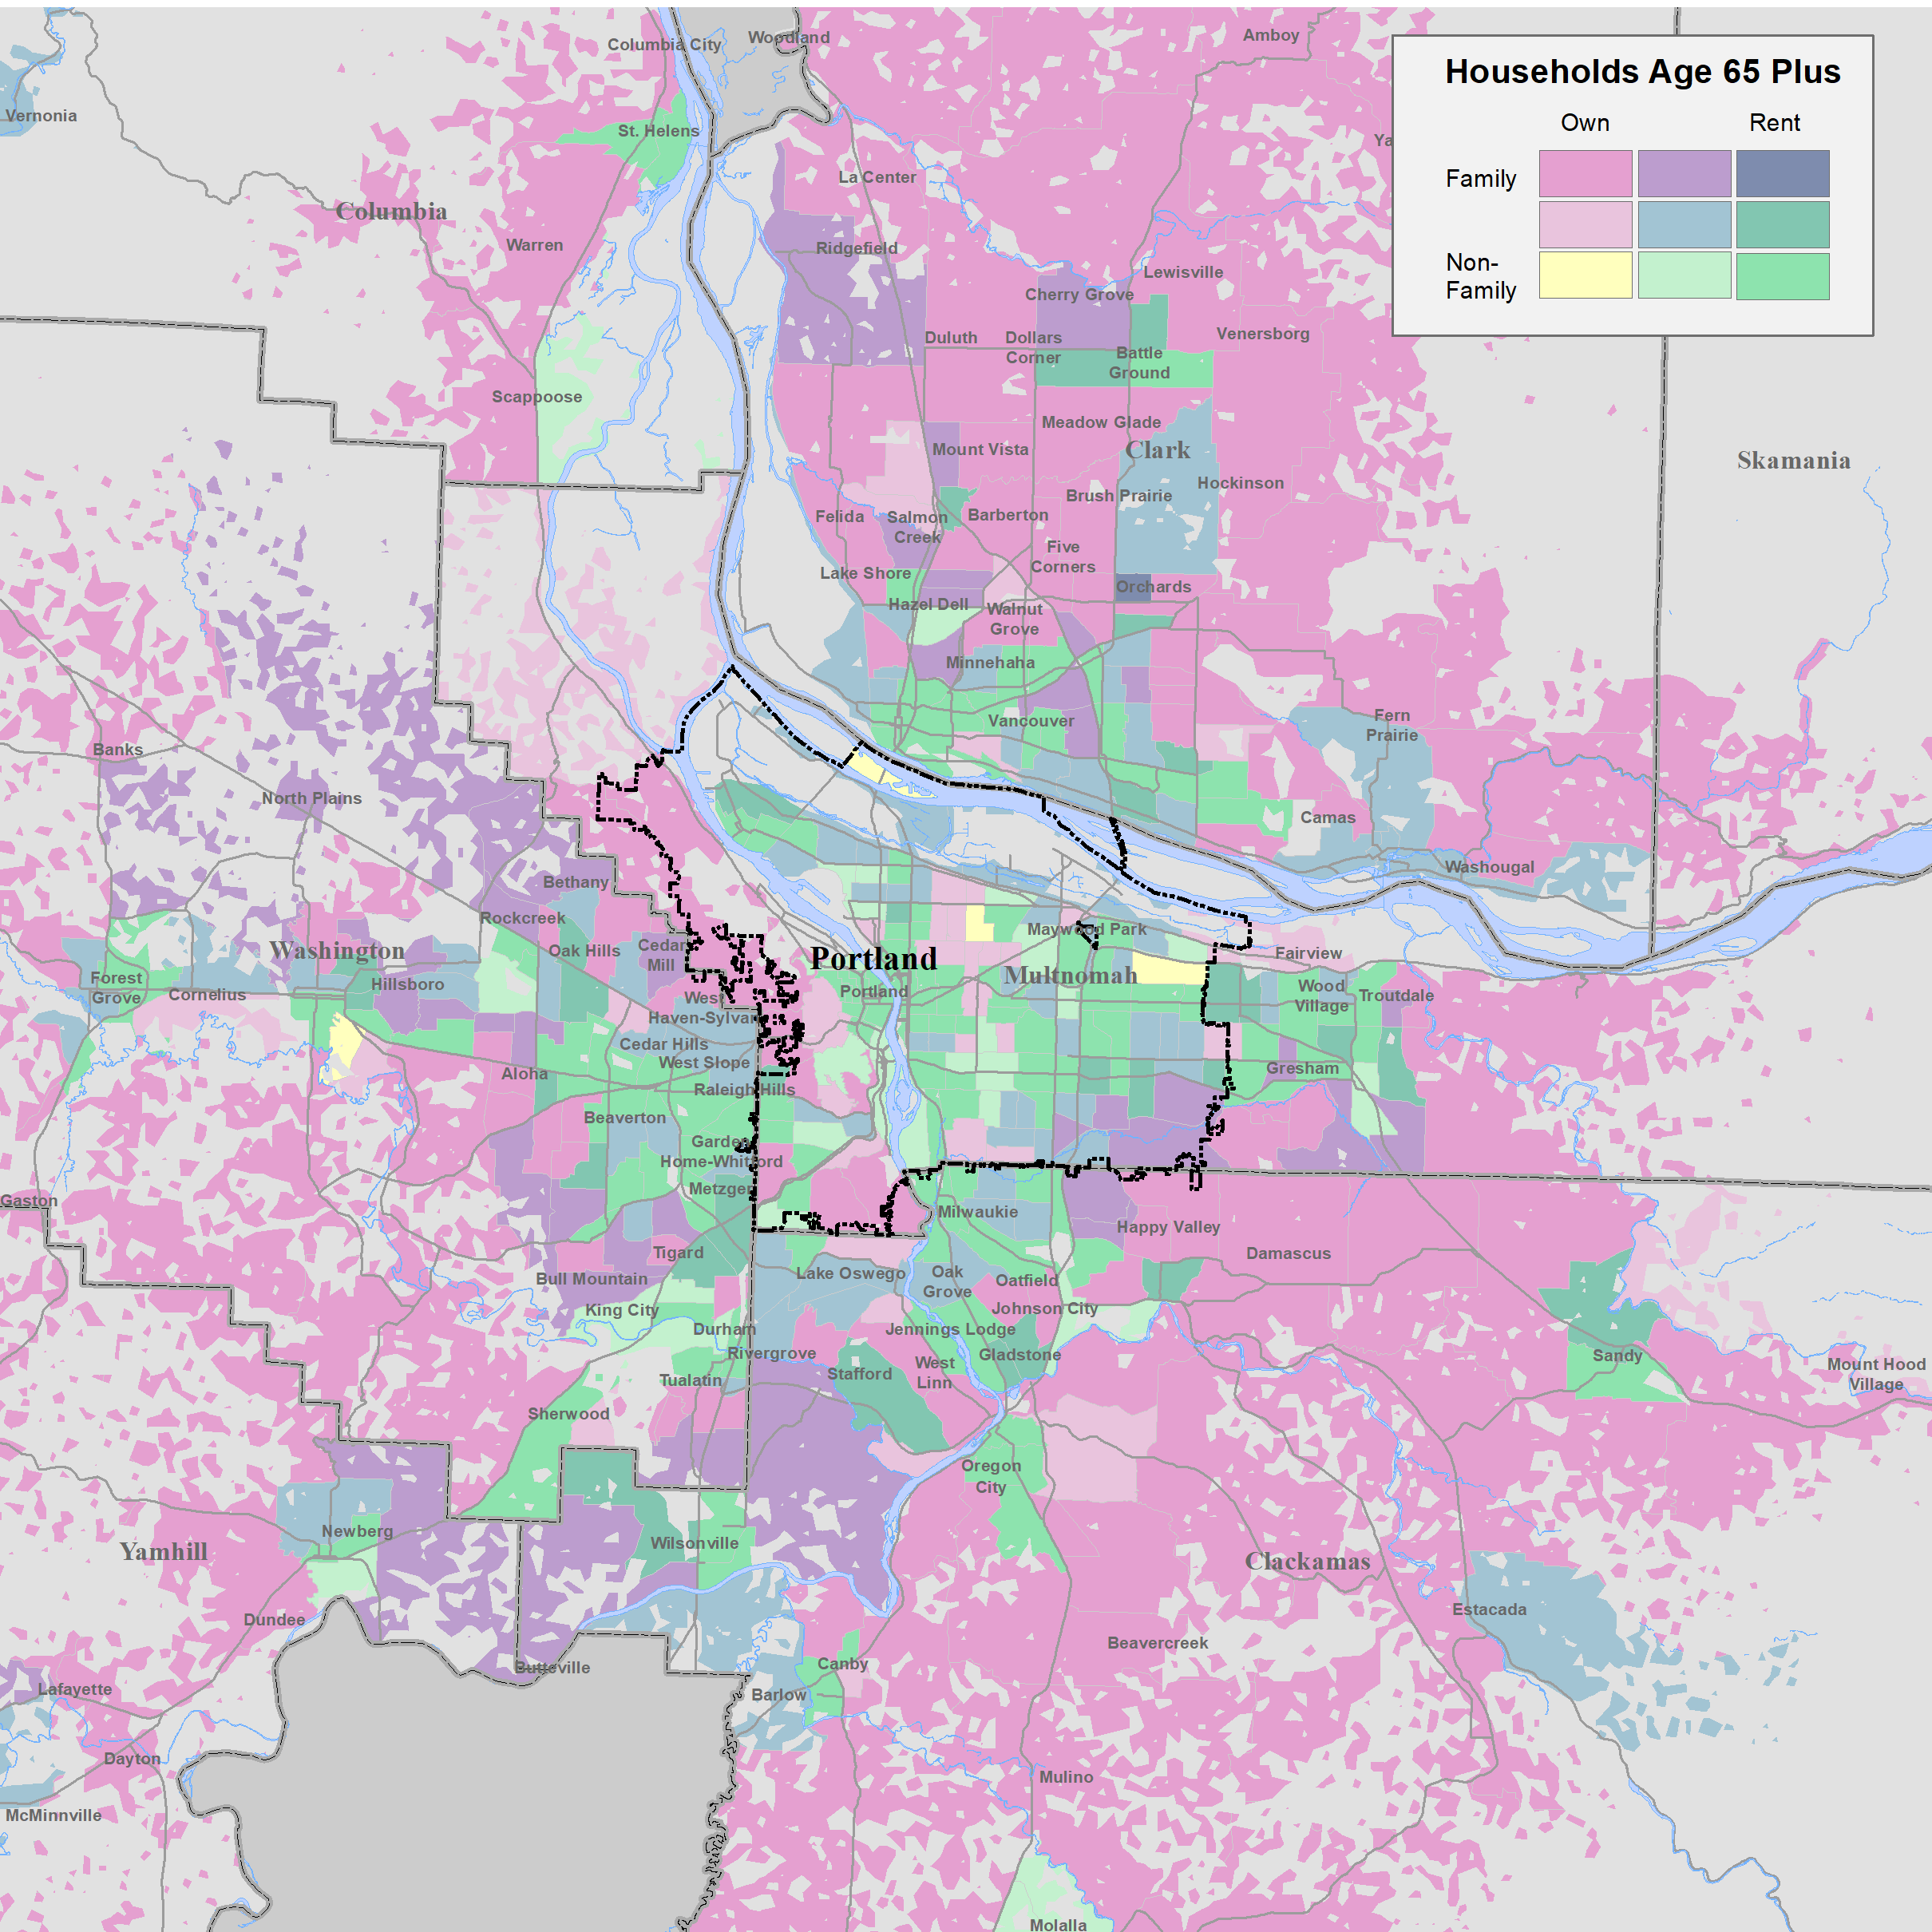 Columbia City
Woodland
Amboy
Households Age 65 Plus
Own
Rent
Family
Non-
Family
Vernonia
St. Helens
Ya
La Center
Columbia
Warren
Ridgefield
Lewisville
Cherry Grove
Venersborg
Duluth
Dollars
Corner
Battle
Ground
Scappoose
Meadow Glade
Mount Vista
Clark
Skamania
Hockinson
Brush Prairie
Felida
Salmon
Creek
Barberton
Five
Corners
Lake Shore
Orchards
Hazel Dell
Walnut
Grove
Minnehaha
Vancouver
Fern
Prairie
Banks
North Plains
Camas
Washougal
Bethany
Rockcreek
Maywood Park
Washington
Oak Hills
Cedar
Mill
Portland
Fairview
Multnomah
Forest
Grove
Cornelius
Hillsboro
Portland
Wood
Village
Troutdale
West
Haven-Sylvan
Cedar Hills
West Slope
Aloha
Gresham
Raleigh Hills
Beaverton
Garden
Home-Whitford
Metzger
Gaston
Milwaukie
Happy Valley
Tigard
Damascus
Bull Mountain
Lake Oswego
Oak
Grove
Oatfield
King City
Johnson City
Durham
Jennings Lodge
Rivergrove
Gladstone
Stafford
West
Linn
Sandy
Mount Hood
Village
Tualatin
Sherwood
Oregon
City
Newberg
Wilsonville
Yamhill
Clackamas
Dundee
Estacada
Beavercreek
Butteville
Canby
Lafayette
Barlow
Dayton
Mulino
McMinnville
Molalla